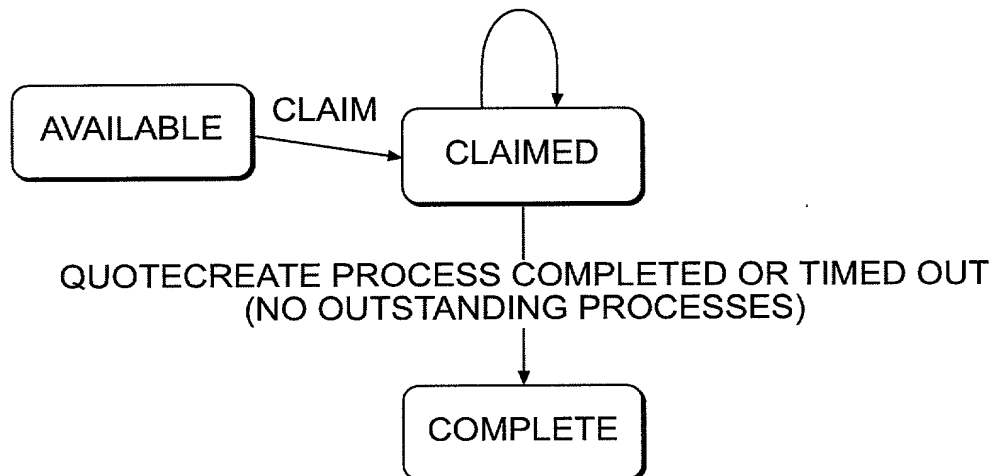 AVAILABLE
CLAIM
CLAIMED
QUOTECREATE PROCESS COMPLETED OR TIMED OUT
(NO OUTSTANDING PROCESSES)
COMPLETE